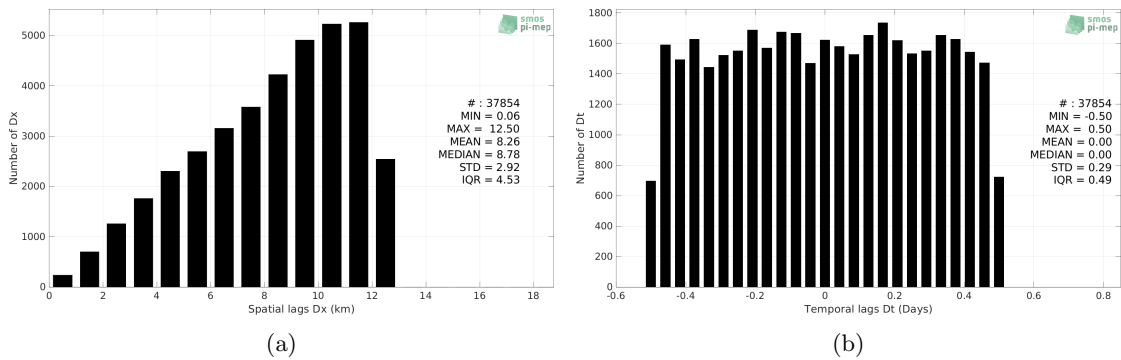 5000
4000
3000
2000
1000
0
0 2 4 6 8 10 12 14 16 18
Number of Dx
Spatial lags Dx (km)
smos
pi-mep
# : 37854
MIN = 0.06
MAX = 12.50
MEAN = 8.26
MEDIAN = 8.78
STD = 2.92
IQR = 4.53
(a)
1800
1600
1400
1200
1000
800
600
400
200
0
-0.6 -0.4 -0.2 0 0.2 0.4 0.6 0.8
Number of Dt
Temporal lags Dt (Days)
smos
pi-mep
# : 37854
MIN = -0.50
MAX = 0.50
MEAN = 0.00
MEDIAN = 0.00
STD = 0.29
IQR = 0.49
(b)